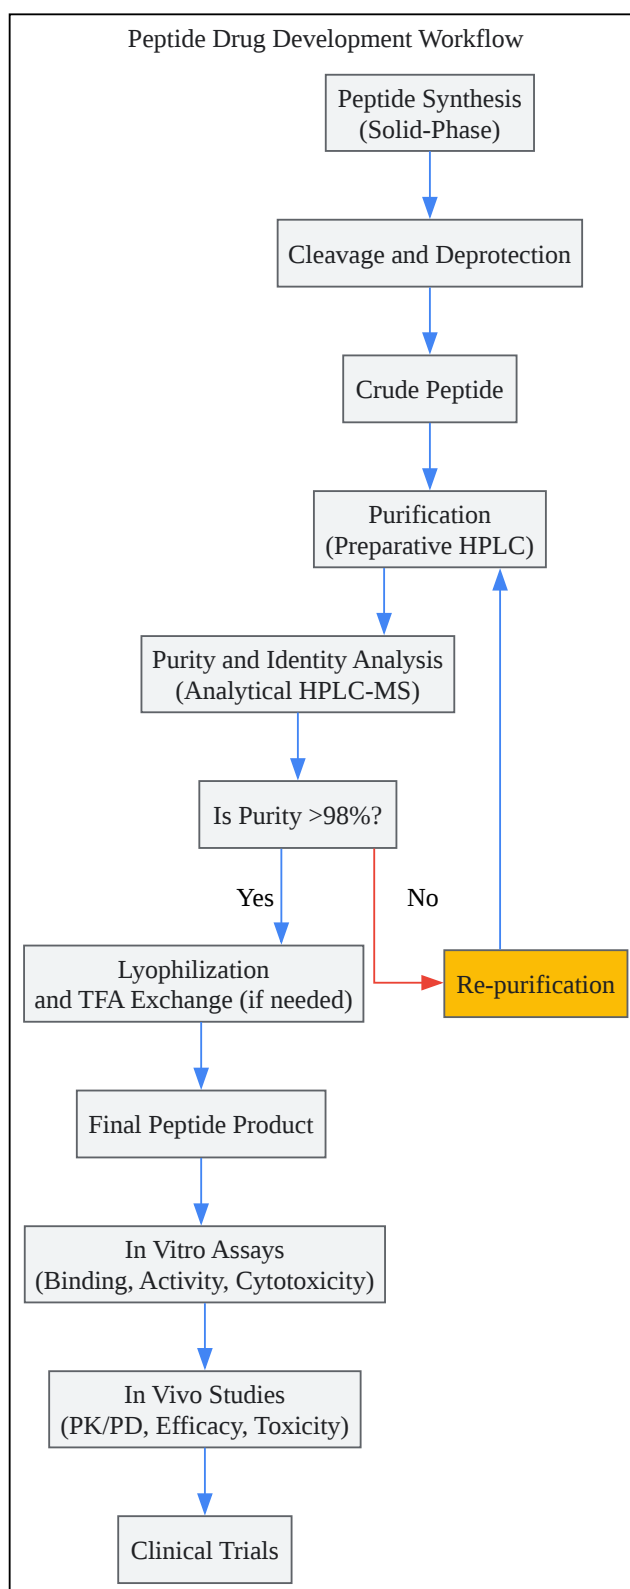 Peptide Drug Development Workflow
Peptide Synthesis
(Solid-Phase)
Cleavage and Deprotection
Crude Peptide
Purification
(Preparative HPLC)
Purity and Identity Analysis
(Analytical HPLC-MS)
Is Purity >98%?
Yes
No
Lyophilization
and TFA Exchange (if needed)
Re-purification
Final Peptide Product
In Vitro Assays
(Binding, Activity, Cytotoxicity)
In Vivo Studies
(PK/PD, Efficacy, Toxicity)
Clinical Trials